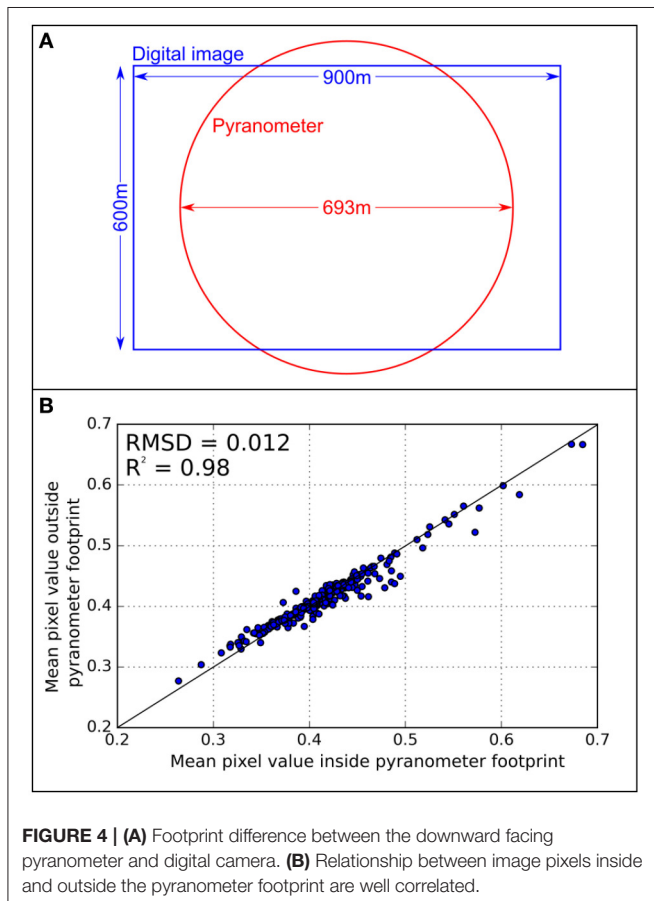 A
Digital image
900m
Pyranometer
600m
693m
B
RMSD = 0.012
R² = 0.98
Mean pixel value outside
pyranometer footprint
0.7
0.6
0.5
0.4
0.3
0.2
0.2 0.3 0.4 0.5 0.6 0.7
Mean pixel value inside pyranometer footprint
FIGURE 4 | (A) Footprint difference between the downward facing
pyranometer and digital camera. (B) Relationship between image pixels inside
and outside the pyranometer footprint are well correlated.